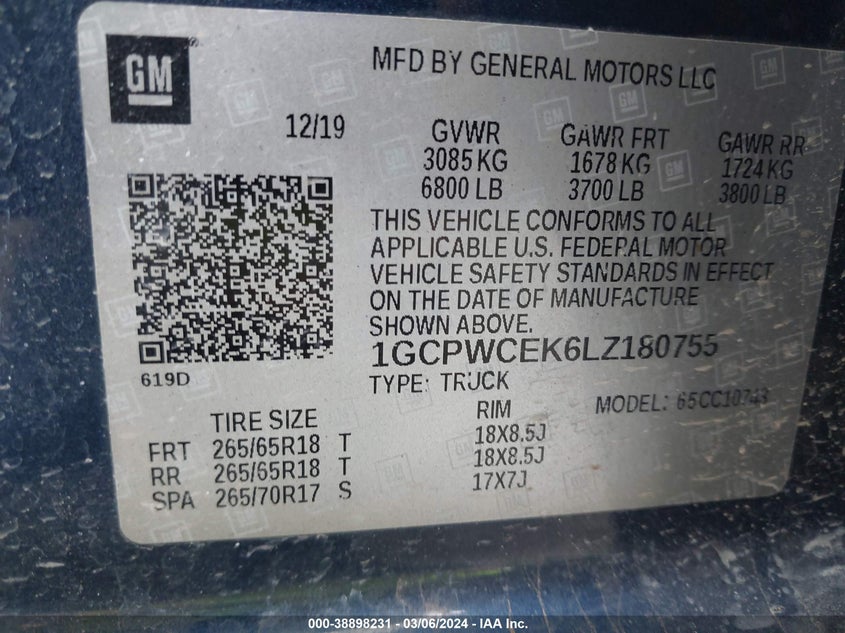 GM
MFD BY GENERAL MOTORS LLC
12/19
GVWR GAWR FRT GAWR RR
3085 KG 1678 KG 1724 KG
6800 LB 3700 LB 3800 LB
THIS VEHICLE CONFORMS TO ALL
APPLICABLE U.S. FEDERAL MOTOR
VEHICLE SAFETY STANDARDS IN EFFECT
ON THE DATE OF MANUFACTURE
SHOWN ABOVE.
1GCPWCEK6LZ180755
619D
TYPE: TRUCK
MODEL: 65CC10743
TIRE SIZE RIM
FRT 265/65R18 T 18X8.5J
RR 265/65R18 T 18X8.5J
SPA 265/70R17 S 17X7J
000-38898231 - 03/06/2024 - IAA Inc.